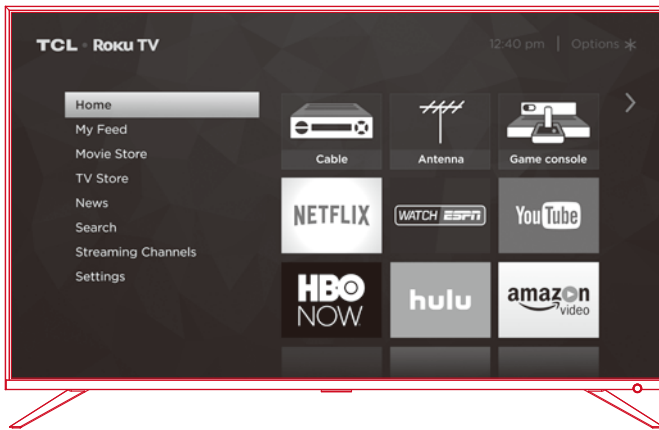 TCL • Roku TV
12:40 pm | Options
Home
My Feed
Movie Store
TV Store
News
Search
Streaming Channels
Settings
Cable
Antenna
Game console
NETFLIX
WATCH ESPN
YouTube
HBO
NOW
hulu
amazon
video